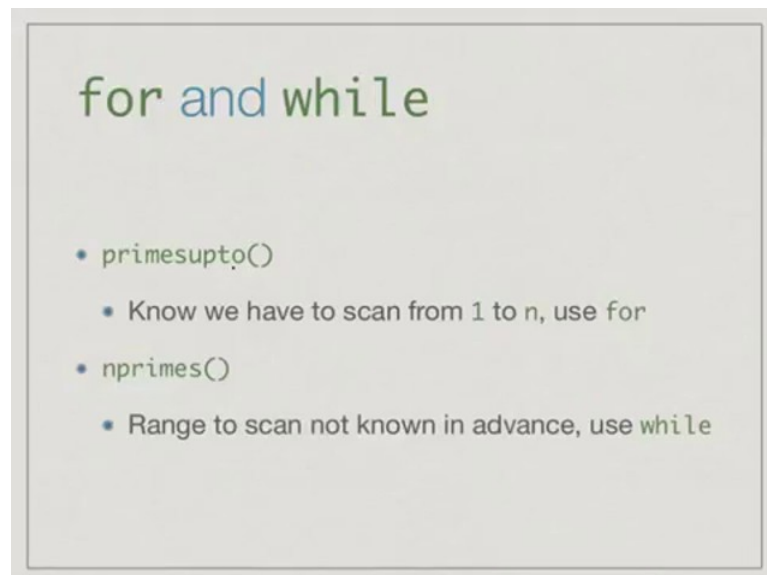 for and while
• primesupto()
• Know we have to scan from 1 to n, use for
• nprimes()
• Range to scan not known in advance, use while